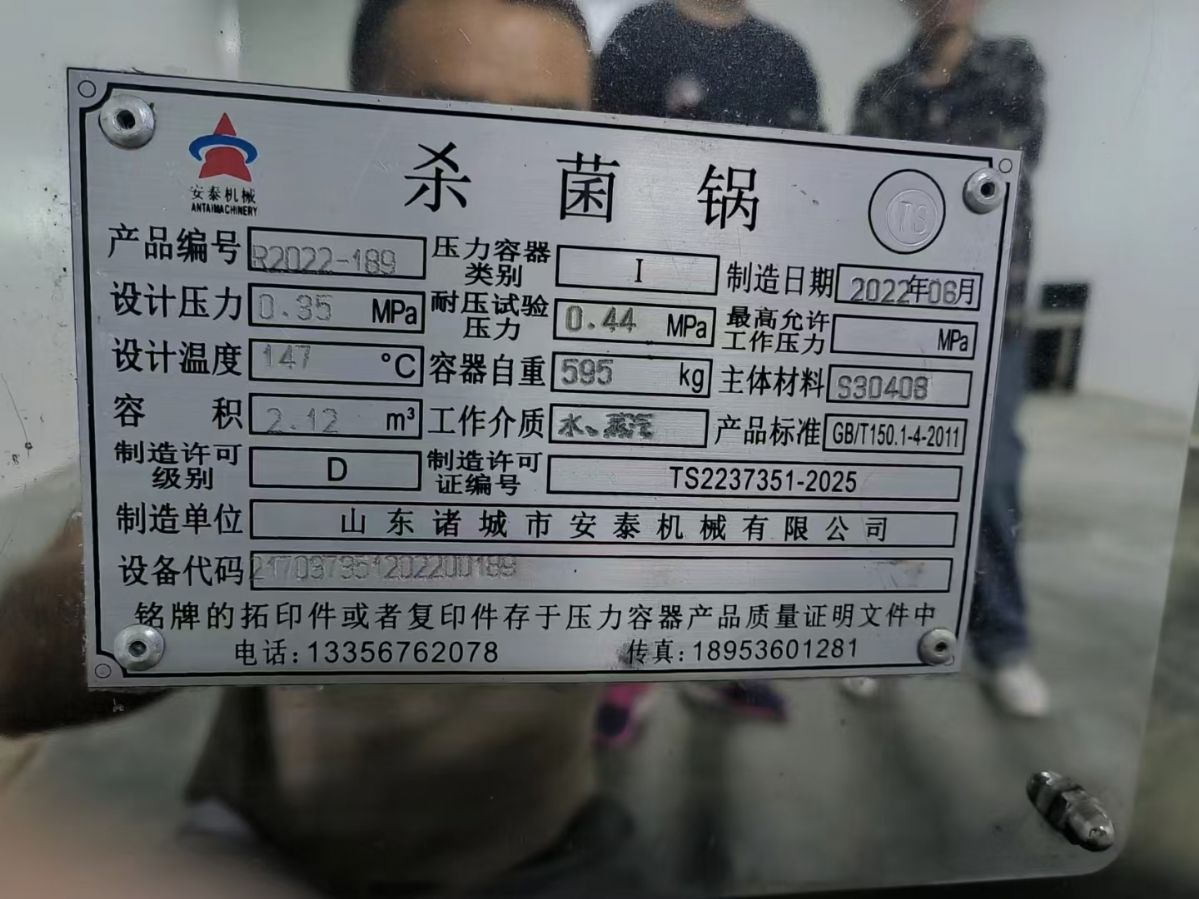 安泰机械
ANTAIMACHINERY
杀菌锅
TS
产品编号 R2022-189 压力容器类别 I 制造日期 2022年06月
设计压力 0.35 MPa 耐压试验压力 0.44 MPa 最高允许工作压力 MPa
设计温度 147 °C 容器自重 595 kg 主体材料 S30408
容积 2.12 m³ 工作介质 水、蒸汽 产品标准 GB/T150.1-4-2011
制造许可级别 D 制造许可证编号 TS2237351-2025
制造单位 山东诸城市安泰机械有限公司
设备代码
铭牌的拓印件或者复印件存于压力容器产品质量证明文件中
电话:13356762078 传真:18953601281